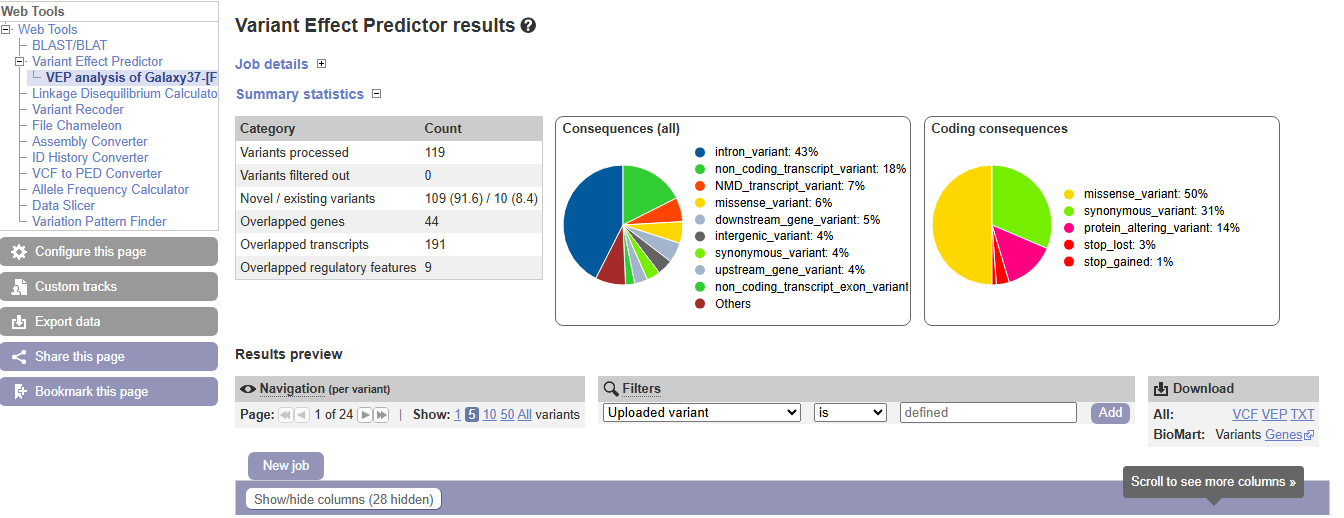 Web Tools
Web Tools
BLAST/BLAT
Variant Effect Predictor
VEP analysis of Galaxy37-[F
Linkage Disequilibrium Calculato
Variant Recoder
File Chameleon
Assembly Converter
ID History Converter
VCF to PED Converter
Allele Frequency Calculator
Data Slicer
Variation Pattern Finder
Configure this page
Custom tracks
Export data
Share this page
Bookmark this page
Variant Effect Predictor results ?
Job details
Summary statistics
Category Count
Variants processed 119
Variants filtered out 0
Novel / existing variants 109 (91.6) / 10 (8.4)
Overlapped genes 44
Overlapped transcripts 191
Overlapped regulatory features 9
Consequences (all)
intron_variant: 43%
non_coding_transcript_variant: 18%
NMD_transcript_variant: 7%
missense_variant: 6%
downstream_gene_variant: 5%
intergenic_variant: 4%
synonymous_variant: 4%
upstream_gene_variant: 4%
non_coding_transcript_exon_variant
Others
Coding consequences
missense_variant: 50%
synonymous_variant: 31%
protein_altering_variant: 14%
stop_lost: 3%
stop_gained: 1%
Results preview
Navigation (per variant)
Page: 1 of 24 | Show: 1 5 10 50 All variants
Filters
Uploaded variant is defined Add
Download
All: VCF VEP TXT
BioMart: Variants Genes
New job
Show/hide columns (28 hidden)
Scroll to see more columns »